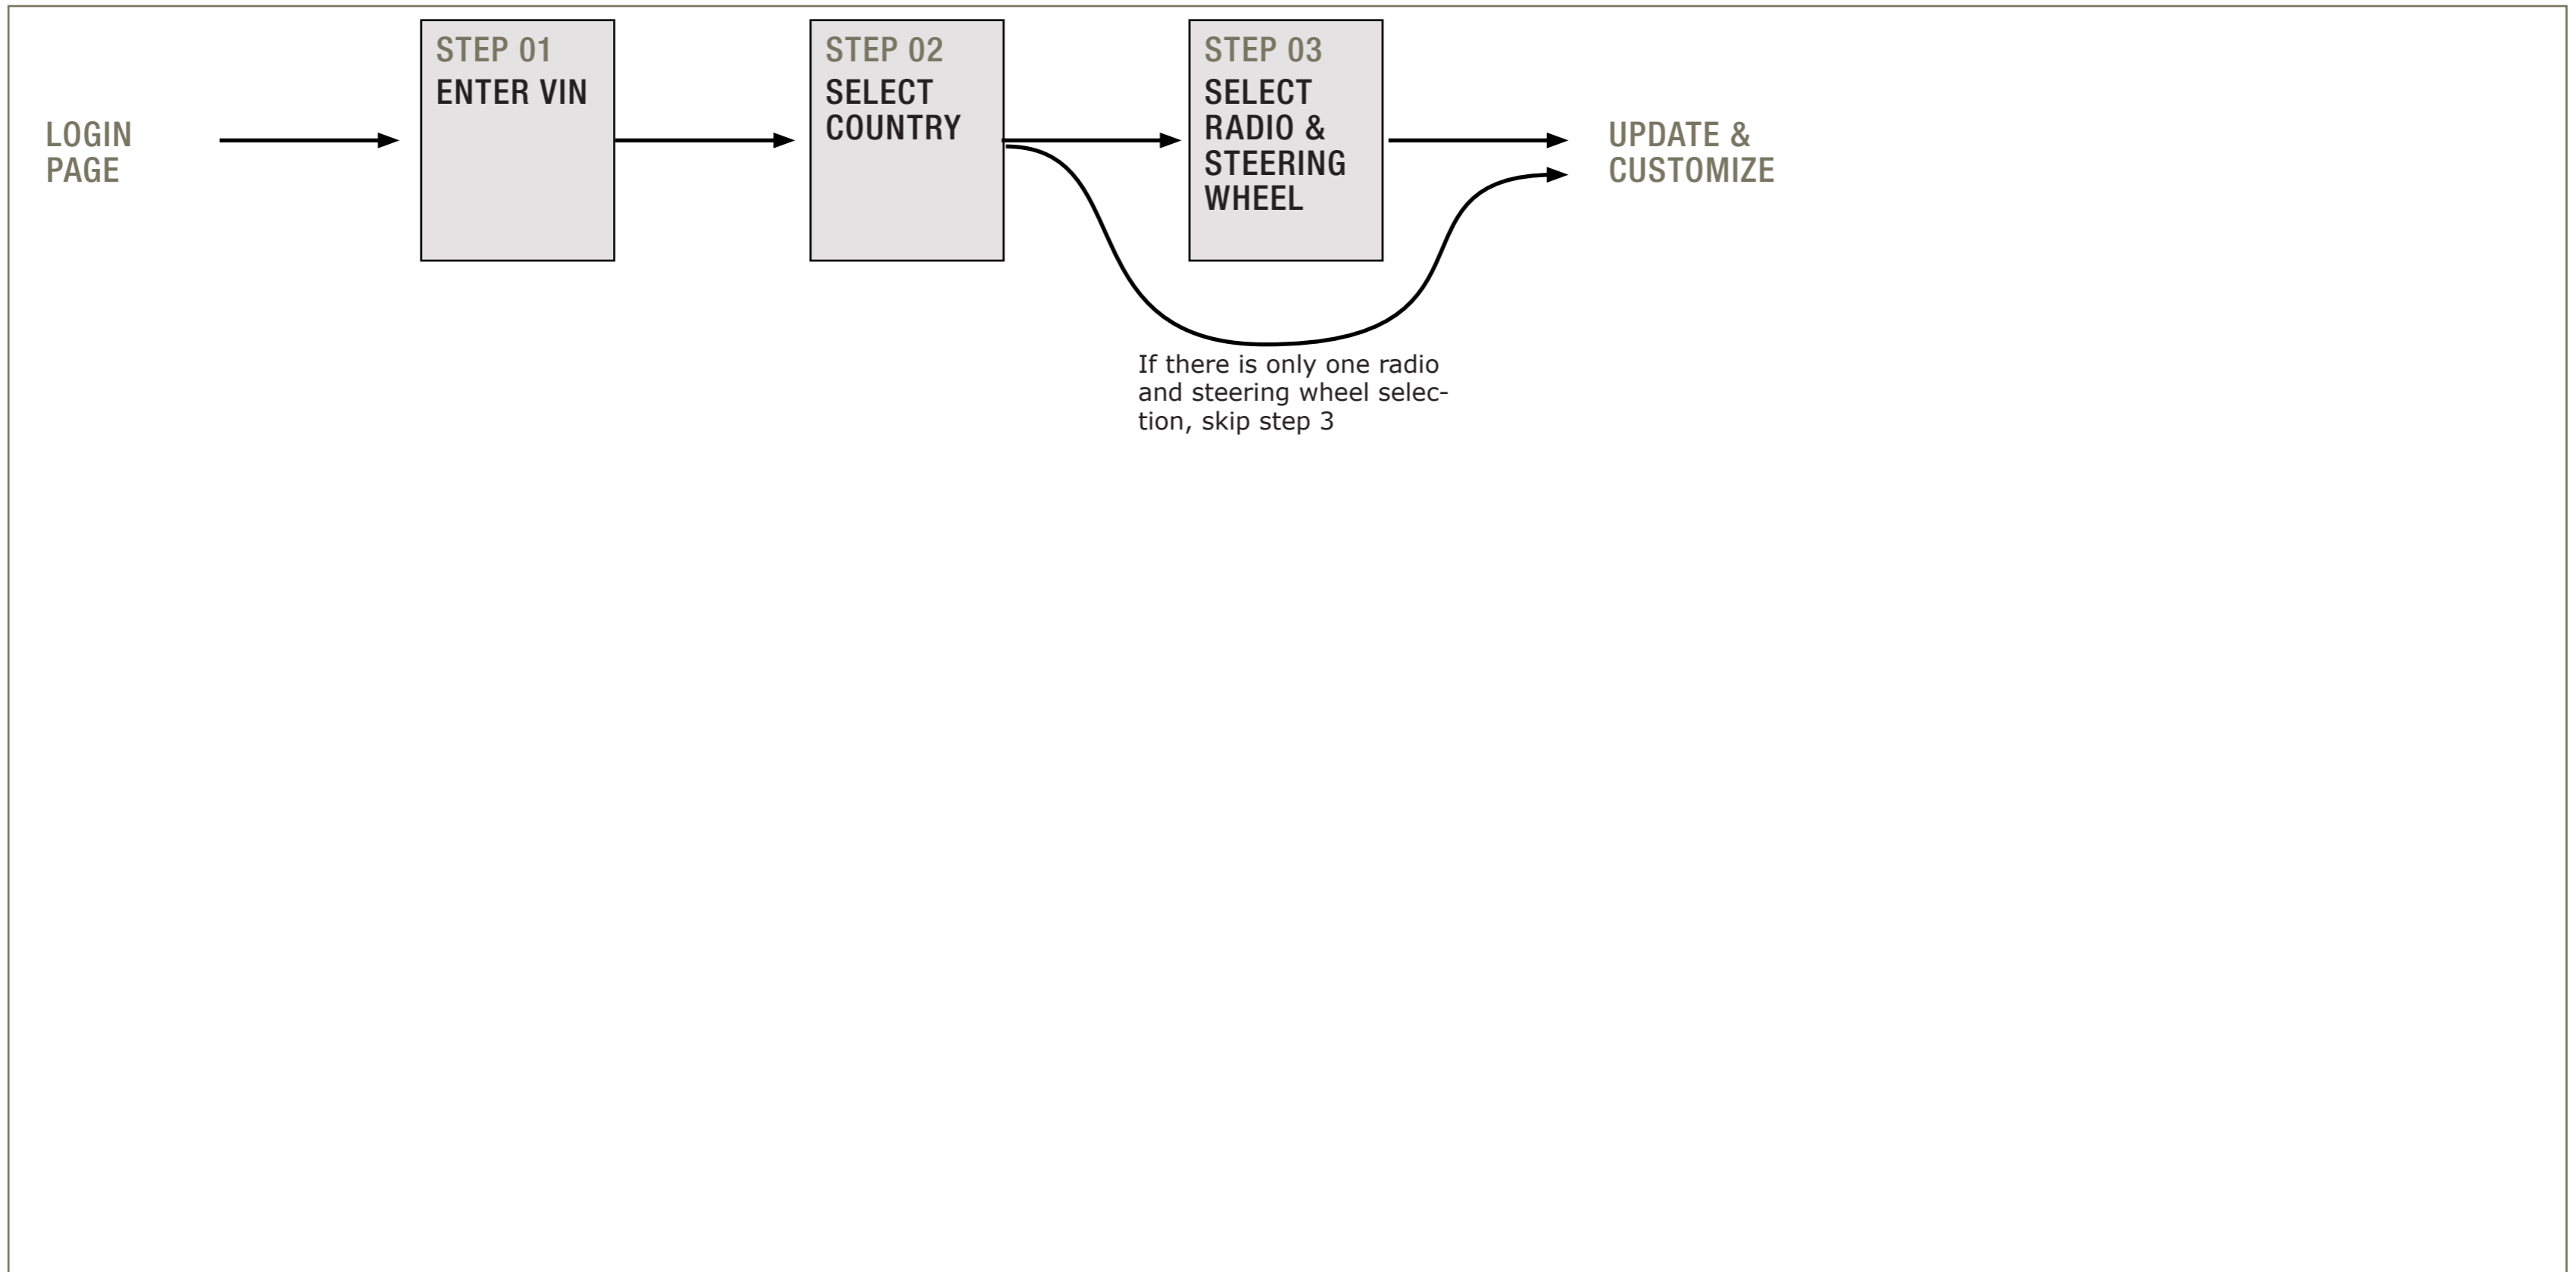 LOGIN
PAGE
STEP 01
ENTER VIN
STEP 02
SELECT
COUNTRY
STEP 03
SELECT
RADIO &
STEERING
WHEEL
UPDATE &
CUSTOMIZE
If there is only one radio
and steering wheel selec-
tion, skip step 3